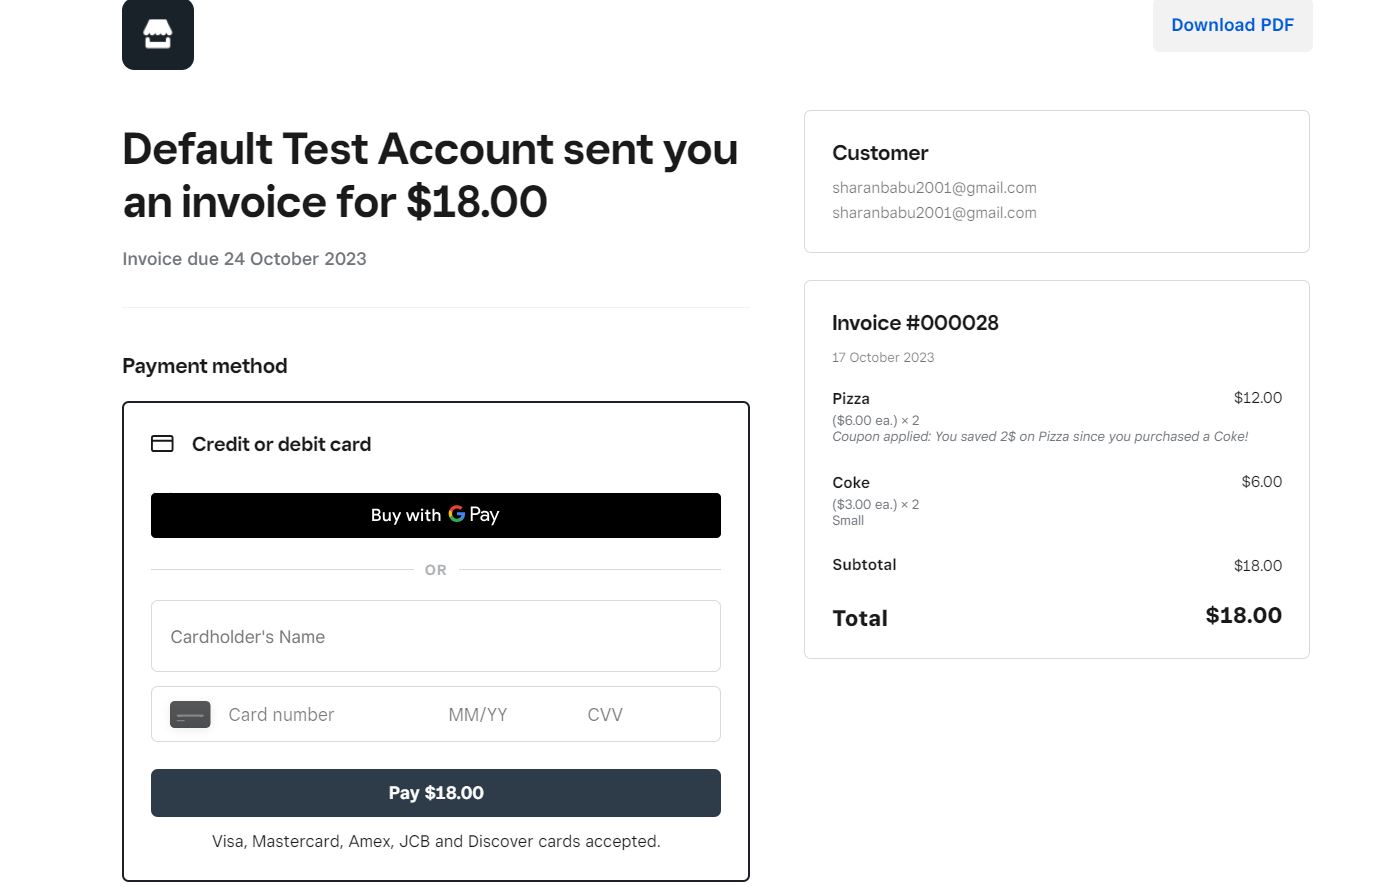 Download PDF
Default Test Account sent you
an invoice for $18.00
Invoice due 24 October 2023
Payment method
Credit or debit card
Buy with G Pay
OR
Cardholder's Name
Card number MM/YY CVV
Pay $18.00
Visa, Mastercard, Amex, JCB and Discover cards accepted.
Customer
sharanbabu2001@gmail.com
sharanbabu2001@gmail.com
Invoice #000028
17 October 2023
Pizza $12.00
($6.00 ea.) × 2
Coupon applied: You saved 2$ on Pizza since you purchased a Coke!
Coke $6.00
($3.00 ea.) × 2
Small
Subtotal $18.00
Total $18.00